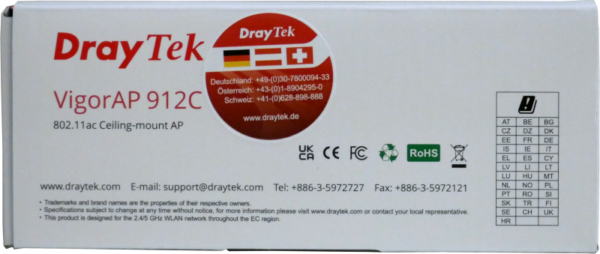 DrayTek
VigorAP 912C
802.11ac Ceiling-mount AP
DrayTek
Deutschland: +49-(0)30-7800094-33
Österreich: +43-(0)1-8904295-0
Schweiz: +41-(0)628-898-888
www.draytek.de
UK
CA
CE FC RoHS
www.draytek.com E-mail: support@draytek.com Tel: +886-3-5972727 Fax: +886-3-5972121
• Trademarks and brand names are the properties of their respective owners.
• Specifications subject to change at any time without notice, for more information please visit www.draytek.com or contact your local representative.
• This product is designed for the 2.4/5 GHz WLAN network throughout the EC region.
AT BE BG
CZ DZ DK
EE FR DE
IS IE IT
EL ES CY
LV LI LT
LU HU MT
NL NO PL
PT RO SI
SK TR FI
SE CH UK
HR